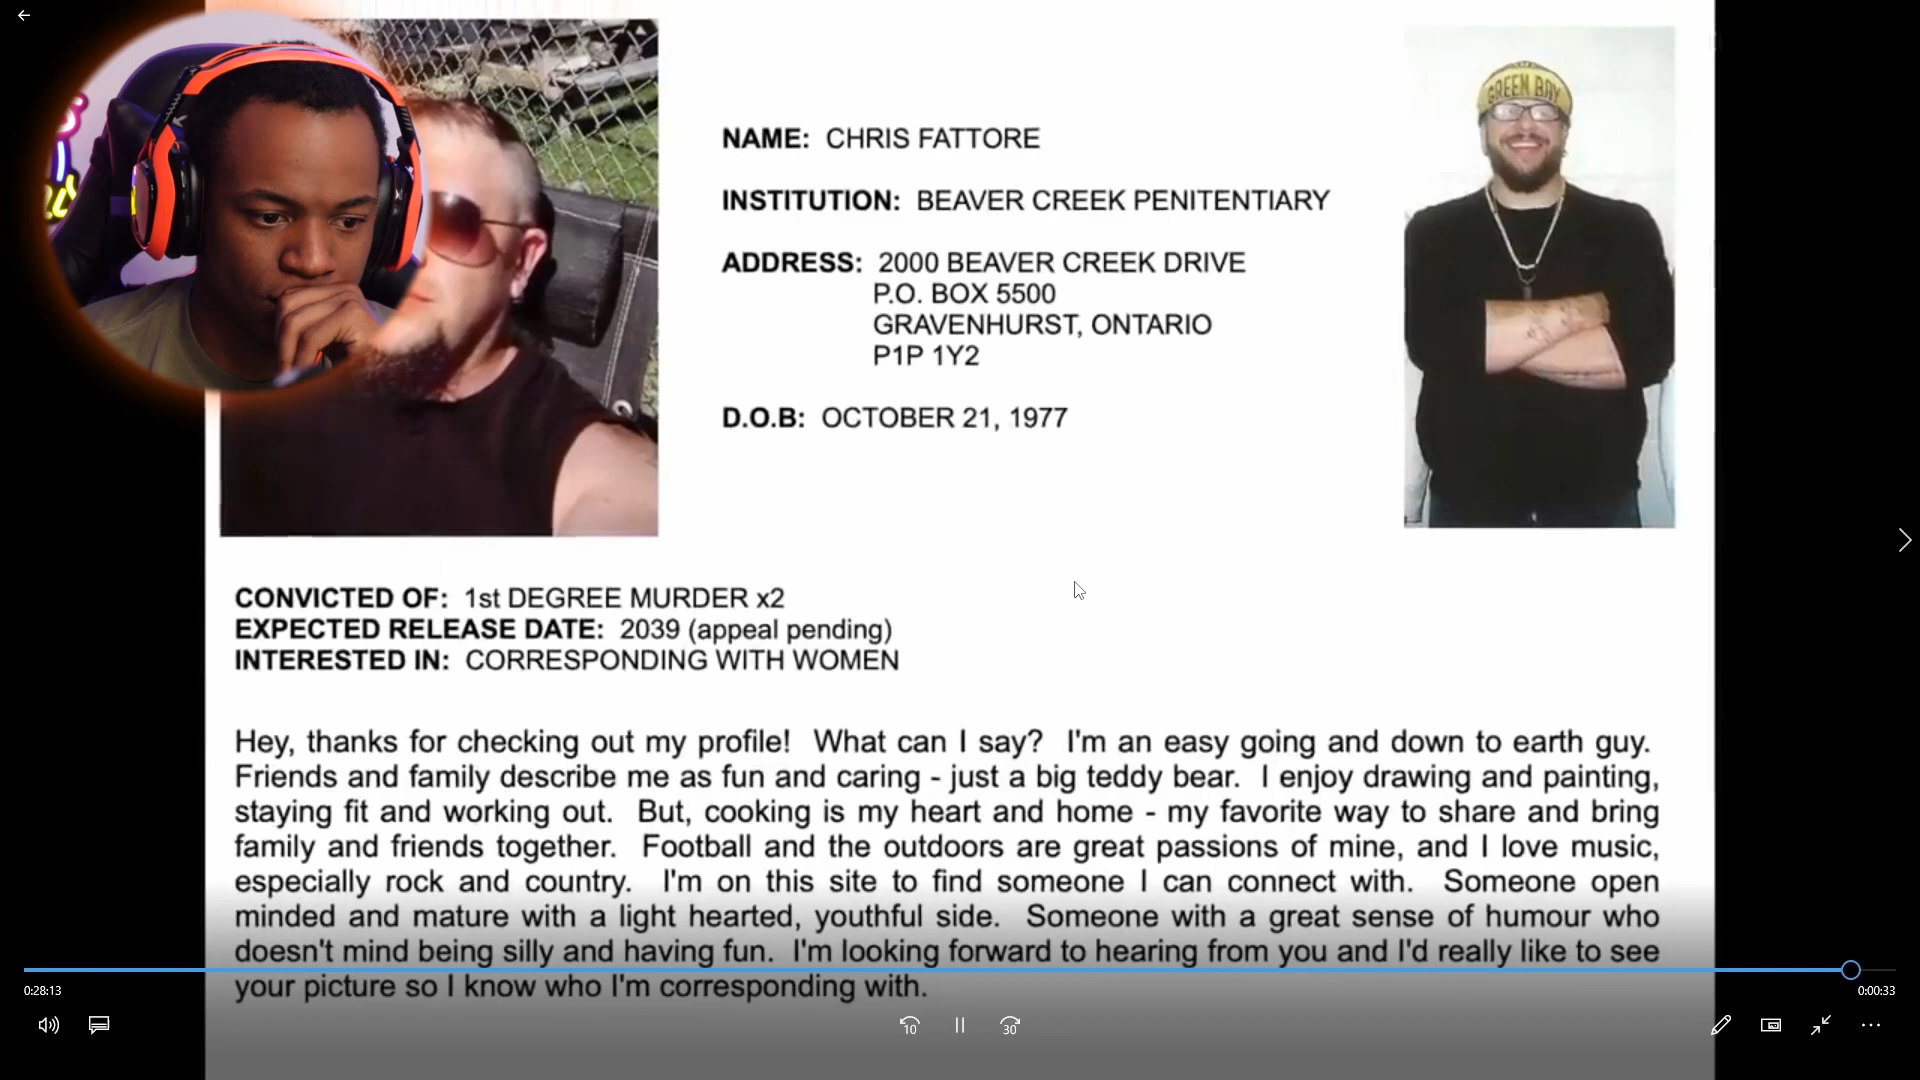 GREEN BAY
NAME: CHRIS FATTORE
INSTITUTION: BEAVER CREEK PENITENTIARY
ADDRESS: 2000 BEAVER CREEK DRIVE
P.O. BOX 5500
GRAVENHURST, ONTARIO
P1P 1Y2
D.O.B: OCTOBER 21, 1977
CONVICTED OF: 1st DEGREE MURDER x2
EXPECTED RELEASE DATE: 2039 (appeal pending)
INTERESTED IN: CORRESPONDING WITH WOMEN
Hey, thanks for checking out my profile! What can I say? I'm an easy going and down to earth guy.
Friends and family describe me as fun and caring - just a big teddy bear. I enjoy drawing and painting,
staying fit and working out. But, cooking is my heart and home - my favorite way to share and bring
family and friends together. Football and the outdoors are great passions of mine, and I love music,
especially rock and country. I'm on this site to find someone I can connect with. Someone open
minded and mature with a light hearted, youthful side. Someone with a great sense of humour who
doesn't mind being silly and having fun. I'm looking forward to hearing from you and I'd really like to see
your picture so I know who I'm corresponding with.
0:28:13
0:00:33
10
30